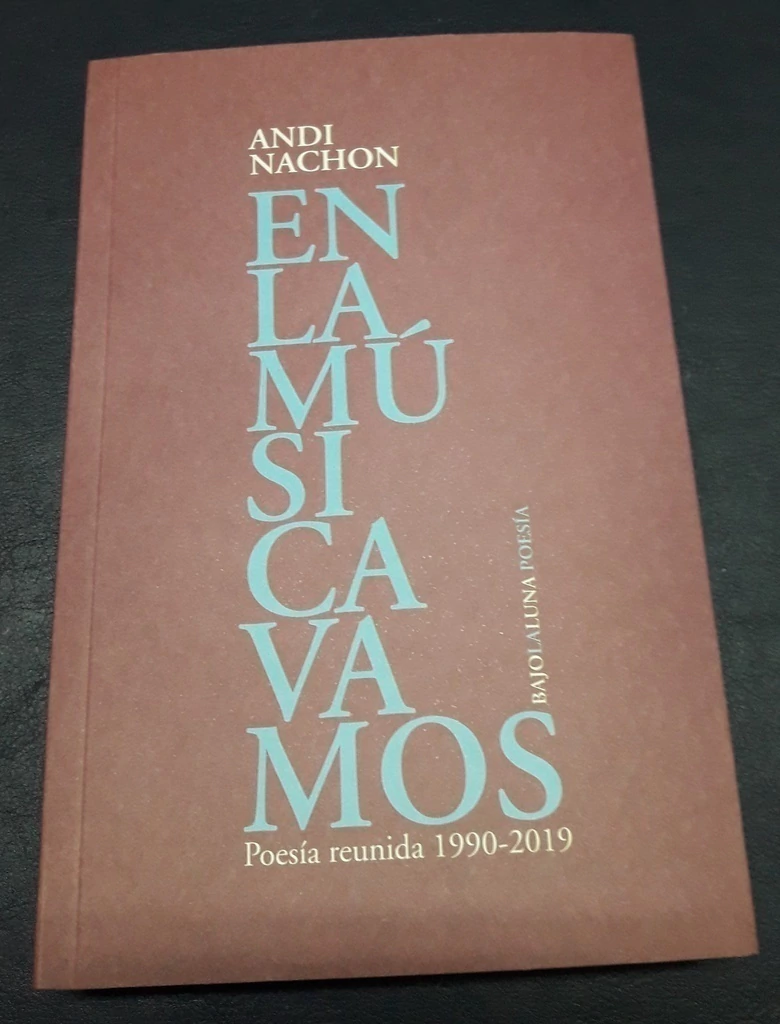 ANDI
NACHON
EN
LA
MÚ
SI
CA
VA
MOS
BAJOLALUNA POESÍA
Poesía reunida 1990-2019